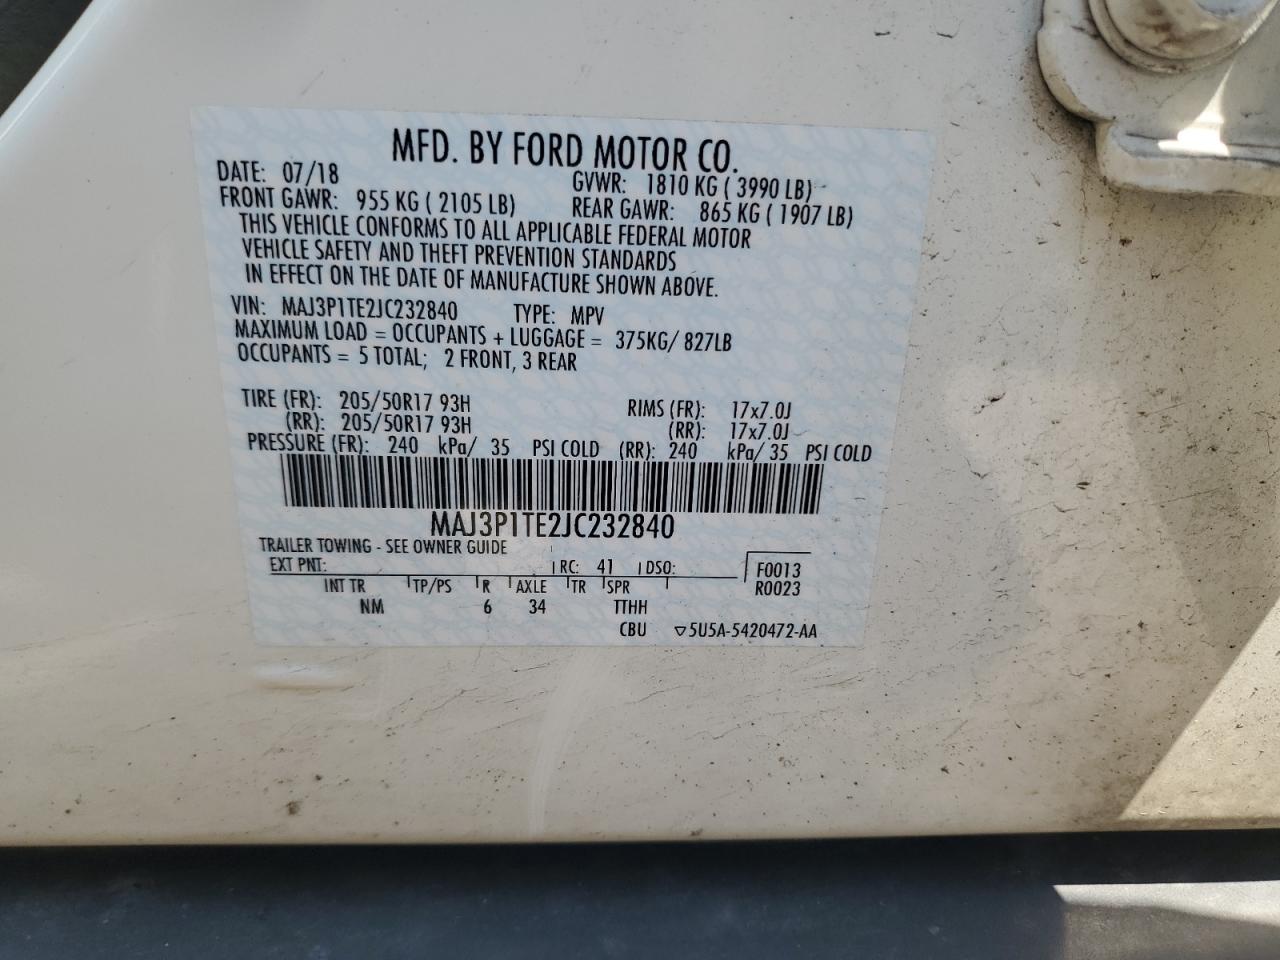 MFD. BY FORD MOTOR CO.
DATE: 07/18 GVWR: 1810 KG ( 3990 LB)
FRONT GAWR: 955 KG ( 2105 LB) REAR GAWR: 865 KG ( 1907 LB)
THIS VEHICLE CONFORMS TO ALL APPLICABLE FEDERAL MOTOR
VEHICLE SAFETY AND THEFT PREVENTION STANDARDS
IN EFFECT ON THE DATE OF MANUFACTURE SHOWN ABOVE.
VIN: MAJ3P1TE2JC232840 TYPE: MPV
MAXIMUM LOAD = OCCUPANTS + LUGGAGE = 375KG/ 827LB
OCCUPANTS = 5 TOTAL; 2 FRONT, 3 REAR
TIRE (FR): 205/50R17 93H RIMS (FR): 17x7.0J
(RR): 205/50R17 93H (RR): 17x7.0J
PRESSURE (FR): 240 kPa/ 35 PSI COLD (RR): 240 kPa/ 35 PSI COLD
MAJ3P1TE2JC232840
TRAILER TOWING - SEE OWNER GUIDE
EXT PNT: RC: 41 DSO: F0013
INT TR TP/PS R AXLE TR SPR R0023
NM 6 34 TTHH
CBU ▽5U5A-5420472-AA